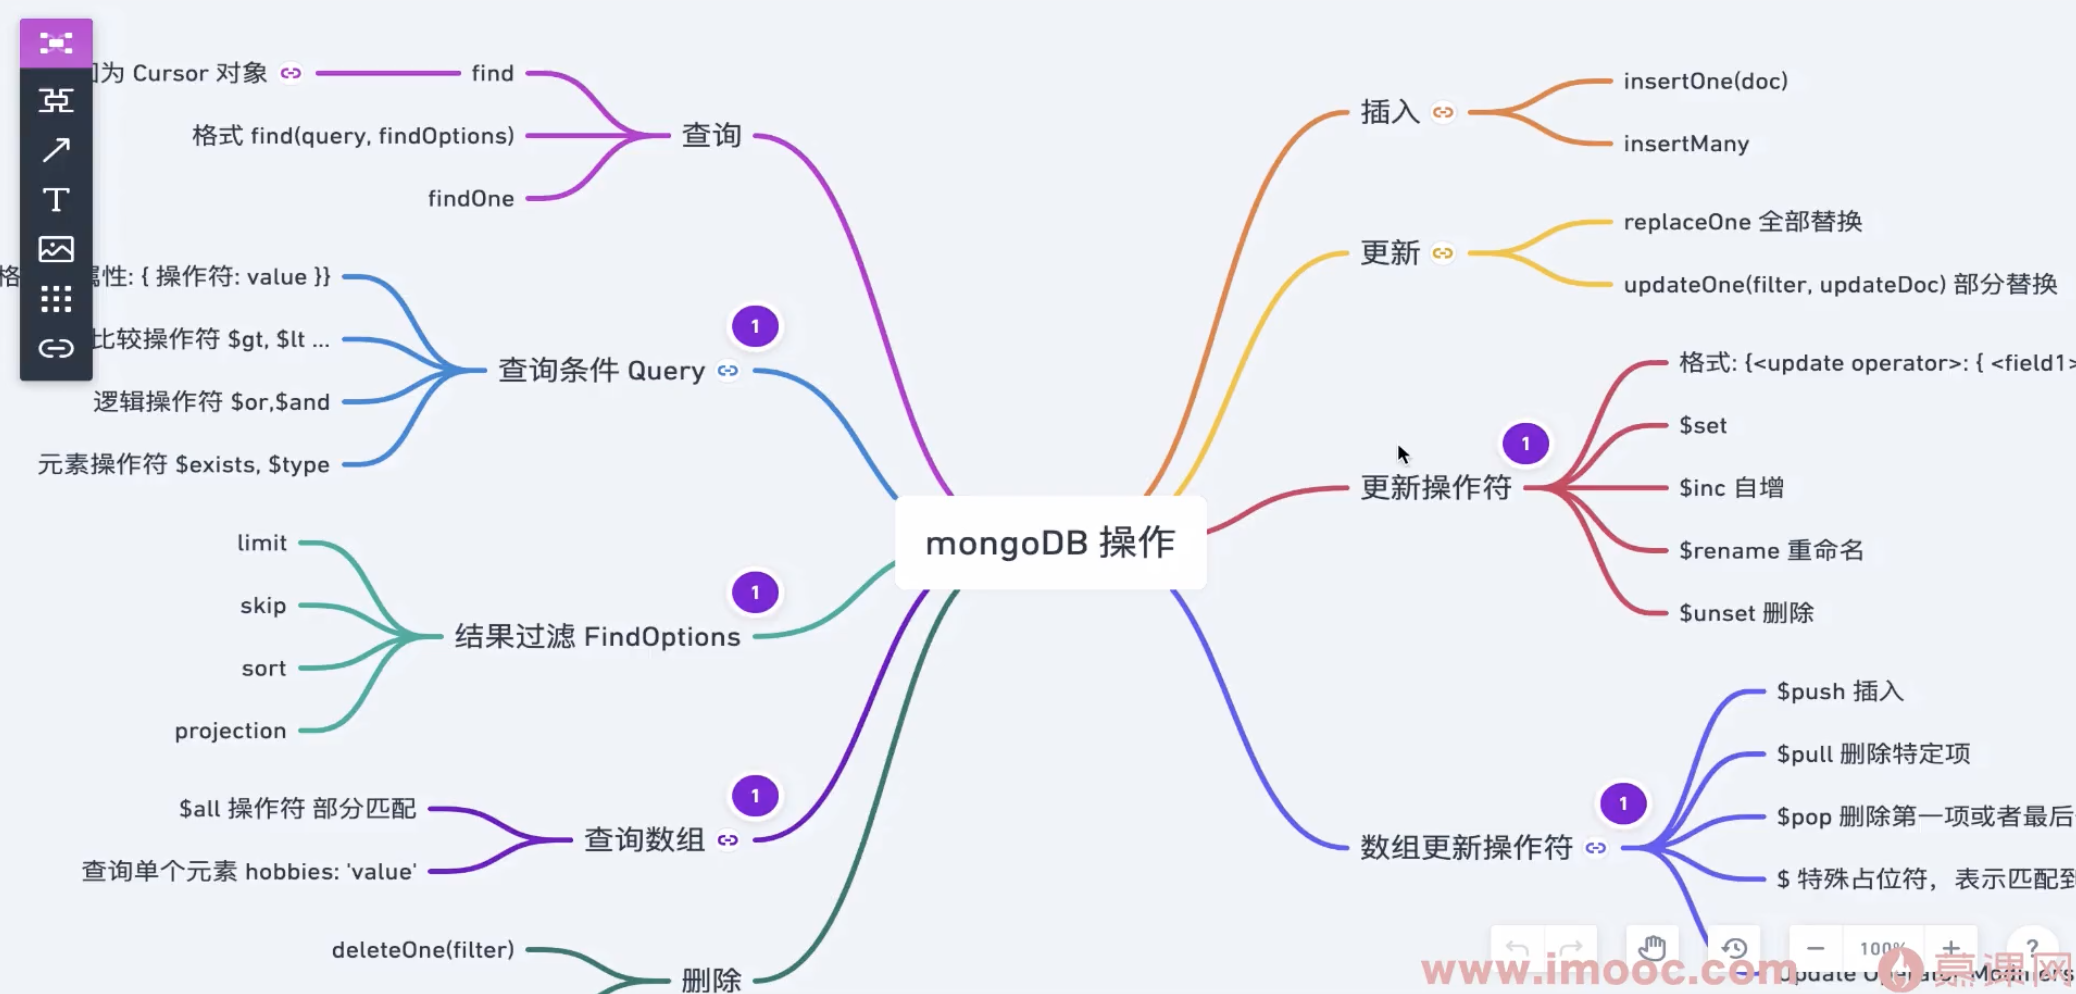 mongoDB 操作
查询
为 Cursor 对象
find
格式 find(query, findOptions)
findOne
查询条件 Query
1
格
属性: { 操作符: value }}
比较操作符 $gt, $lt ...
逻辑操作符 $or,$and
元素操作符 $exists, $type
结果过滤 FindOptions
1
limit
skip
sort
projection
查询数组
1
$all 操作符 部分匹配
查询单个元素 hobbies: 'value'
删除
deleteOne(filter)
插入
insertOne(doc)
insertMany
更新
replaceOne 全部替换
updateOne(filter, updateDoc) 部分替换
更新操作符
1
格式: {<update operator>: { <field1>
$set
$inc 自增
$rename 重命名
$unset 删除
数组更新操作符
1
$push 插入
$pull 删除特定项
$pop 删除第一项或者最后
$ 特殊占位符，表示匹配到
Update Operator Modifiers
T
100%
?
www.imooc.com
慕课网